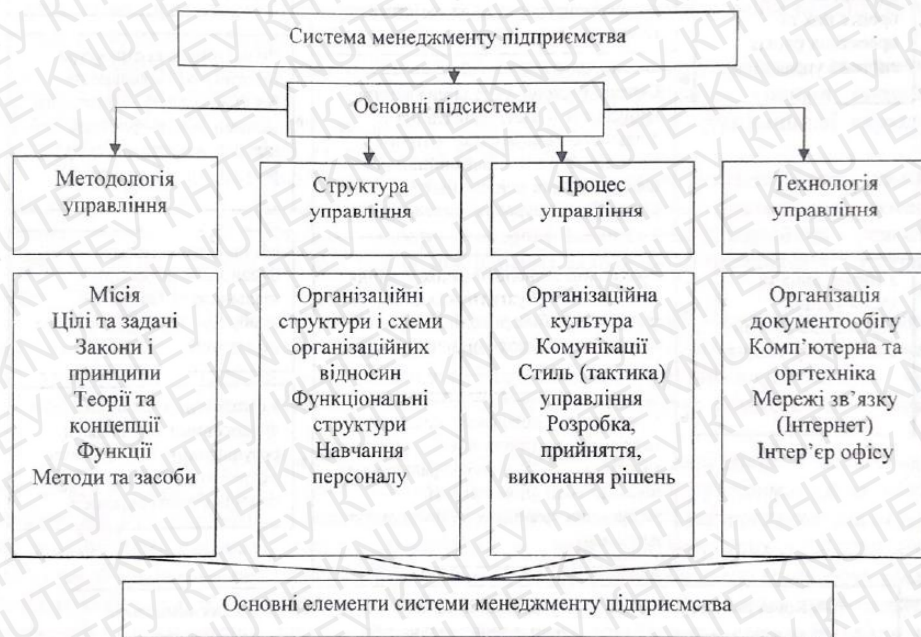 Система менеджменту підприємства
Основні підсистеми
Методологія
управління
Структура
управління
Процес
управління
Технологія
управління
Місія
Цілі та задачі
Закони і
принципи
Теорії та
концепції
Функції
Методи та засоби
Організаційні
структури і схеми
організаційних
відносин
Функціональні
структури
Навчання
персоналу
Організаційна
культура
Комунікації
Стиль (тактика)
управління
Розробка,
прийняття,
виконання рішень
Організація
документообігу
Комп’ютерна та
оргтехніка
Мережі зв’язку
(Інтернет)
Інтер’єр офісу
Основні елементи системи менеджменту підприємства
КНТЕУ KNUTE